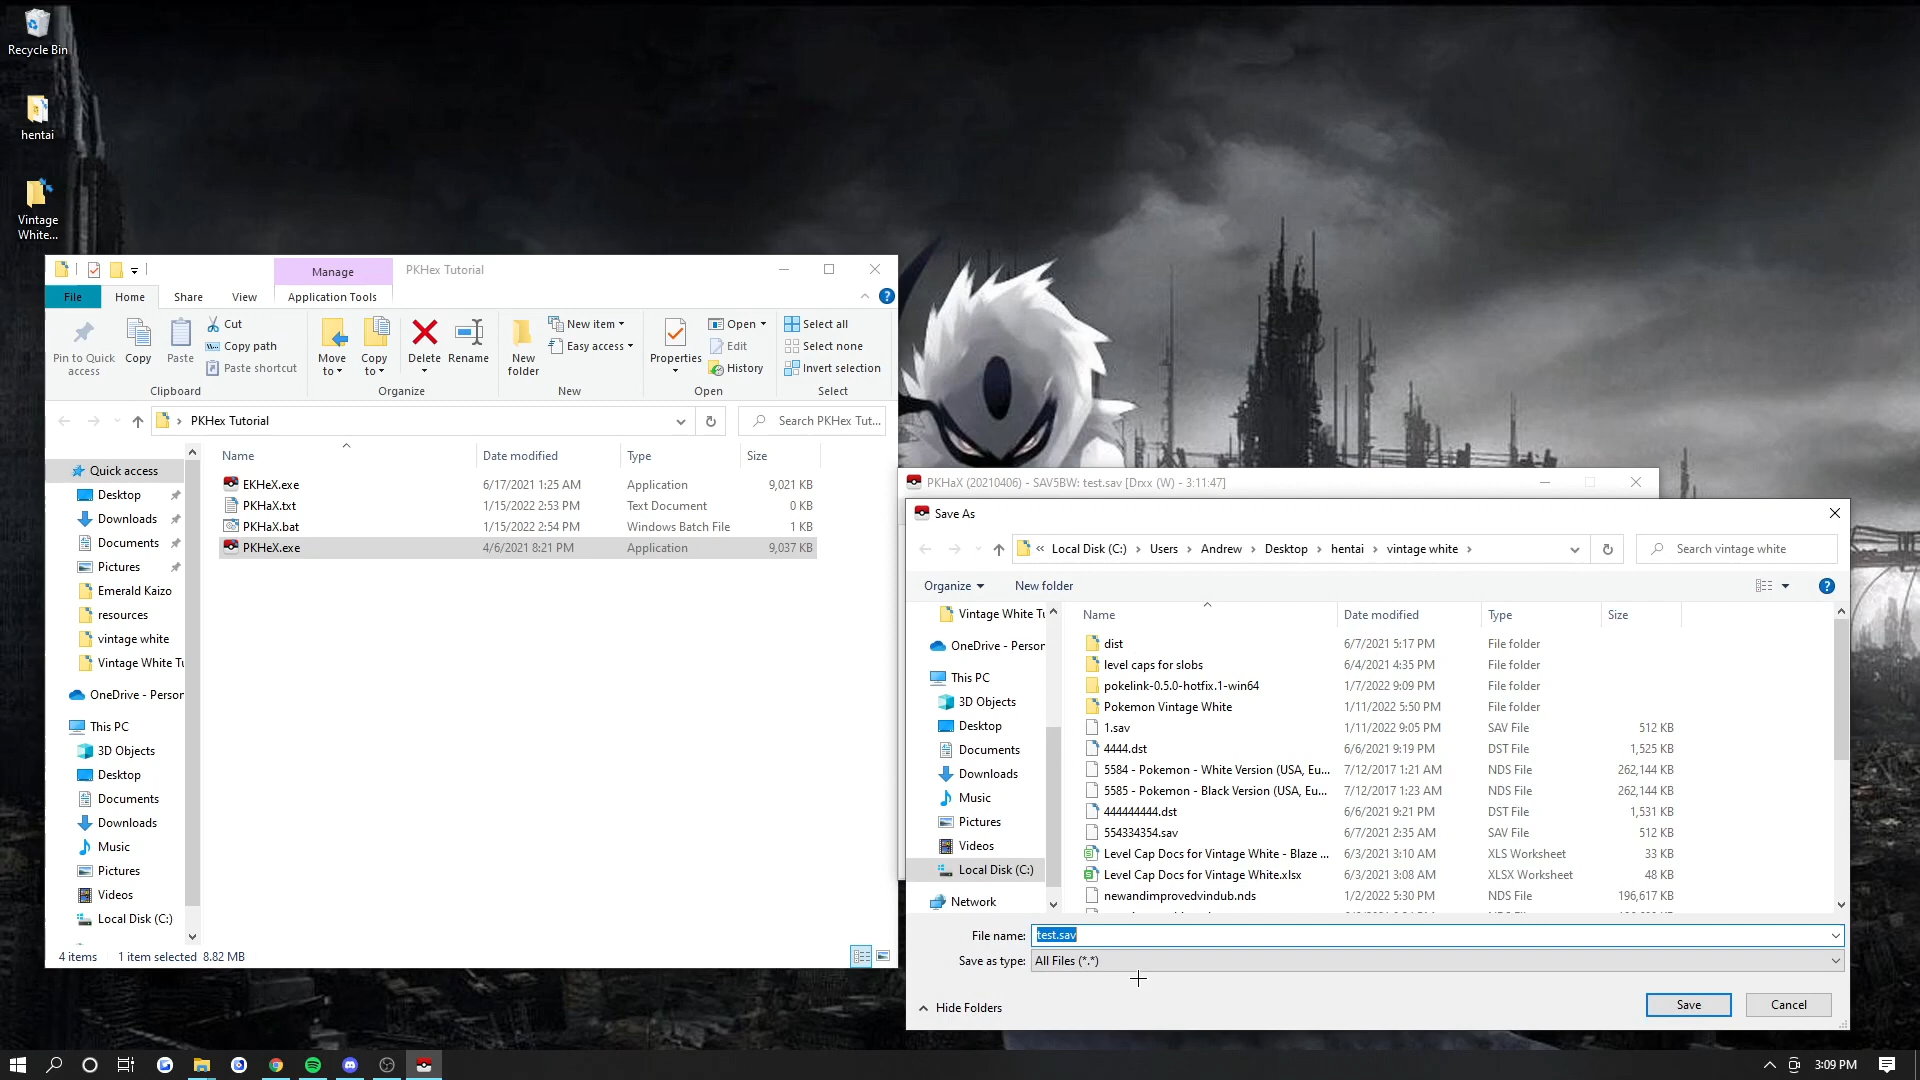 Recycle Bin
hentai
Vintage
White...
Manage
PKHex Tutorial
File
Home
Share
View
Application Tools
Pin to Quick
access
Copy
Paste
Cut
Copy path
Paste shortcut
Move
to
Copy
to
Delete
Rename
New
folder
New item
Easy access
Properties
Open
Edit
History
Select all
Select none
Invert selection
Clipboard
Organize
New
Open
Select
PKHex Tutorial
Search PKHex Tut...
Name
Date modified
Type
Size
EKHeX.exe 6/17/2021 1:25 AM Application 9,021 KB
PKHaX.txt 1/15/2022 2:53 PM Text Document 0 KB
PKHaX.bat 1/15/2022 2:54 PM Windows Batch File 1 KB
PKHeX.exe 4/6/2021 8:21 PM Application 9,037 KB
Quick access
Desktop
Downloads
Documents
Pictures
Emerald Kaizo
resources
vintage white
Vintage White Tu
OneDrive - Person
This PC
3D Objects
Desktop
Documents
Downloads
Music
Pictures
Videos
Local Disk (C:)
4 items 1 item selected 8.82 MB
PKHaX (20210406) - SAV5BW: test.sav [Drxx (W) - 3:11:47]
Save As
« Local Disk (C:) › Users › Andrew › Desktop › hentai › vintage white ›
Search vintage white
Organize
New folder
Name
Date modified
Type
Size
Vintage White Tu
OneDrive - Person
This PC
3D Objects
Desktop
Documents
Downloads
Music
Pictures
Videos
Local Disk (C:)
Network
dist 6/7/2021 5:17 PM File folder
level caps for slobs 6/4/2021 4:35 PM File folder
pokelink-0.5.0-hotfix.1-win64 1/7/2022 9:09 PM File folder
Pokemon Vintage White 1/11/2022 5:50 PM File folder
1.sav 1/11/2022 9:05 PM SAV File 512 KB
4444.dst 6/6/2021 9:19 PM DST File 1,525 KB
5584 - Pokemon - White Version (USA, Eu... 7/12/2017 1:21 AM NDS File 262,144 KB
5585 - Pokemon - Black Version (USA, Eu... 7/12/2017 1:23 AM NDS File 262,144 KB
444444444.dst 6/6/2021 9:21 PM DST File 1,531 KB
554334354.sav 6/7/2021 2:35 AM SAV File 512 KB
Level Cap Docs for Vintage White - Blaze ... 6/3/2021 3:10 AM XLS Worksheet 33 KB
Level Cap Docs for Vintage White.xlsx 6/3/2021 3:08 AM XLSX Worksheet 48 KB
newandimprovedvindub.nds 1/2/2022 5:30 PM NDS File 196,617 KB
File name: test.sav
Save as type: All Files (*.*)
Hide Folders
Save
Cancel
3:09 PM